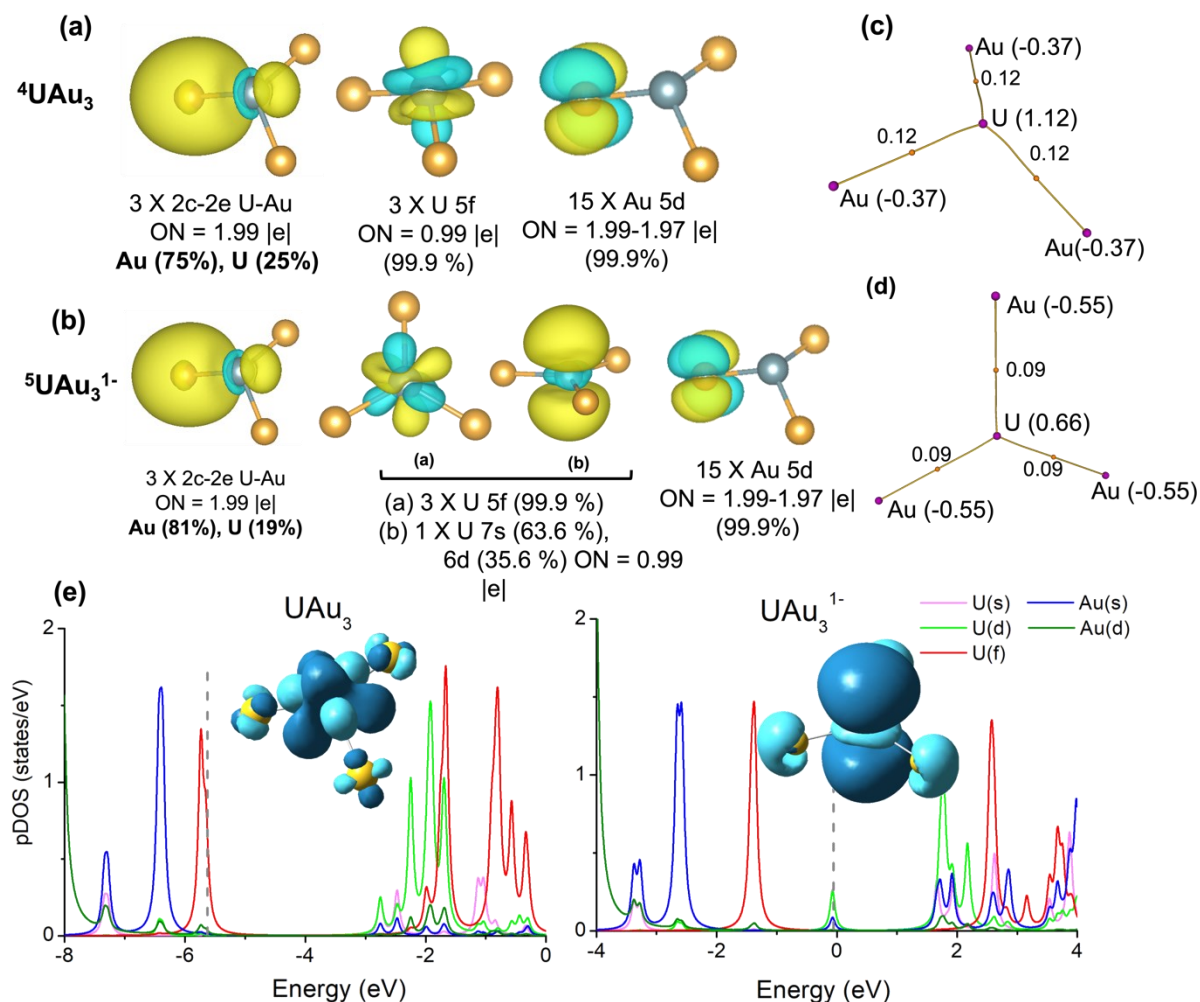 (a)
⁴UAu₃
3 X 2c-2e U-Au
ON = 1.99 |e|
Au (75%), U (25%)
3 X U 5f
ON = 0.99 |e|
(99.9 %)
15 X Au 5d
ON = 1.99-1.97 |e|
(99.9%)
(c)
Au (-0.37)
0.12
U (1.12)
0.12
0.12
Au (-0.37)
Au(-0.37)
(b)
⁵UAu₃¹⁻
3 X 2c-2e U-Au
ON = 1.99 |e|
Au (81%), U (19%)
(a)
(b)
(a) 3 X U 5f (99.9 %)
(b) 1 X U 7s (63.6 %),
6d (35.6 %) ON = 0.99
|e|
15 X Au 5d
ON = 1.99-1.97 |e|
(99.9%)
(d)
Au (-0.55)
0.09
U (0.66)
0.09
0.09
Au (-0.55)
Au (-0.55)
(e)
UAu₃
UAu₃¹⁻
U(s)
Au(s)
U(d)
Au(d)
U(f)
pDOS (states/eV)
2
1
0
-8
-6
-4
-2
0
Energy (eV)
2
1
0
-4
-2
0
2
4
Energy (eV)